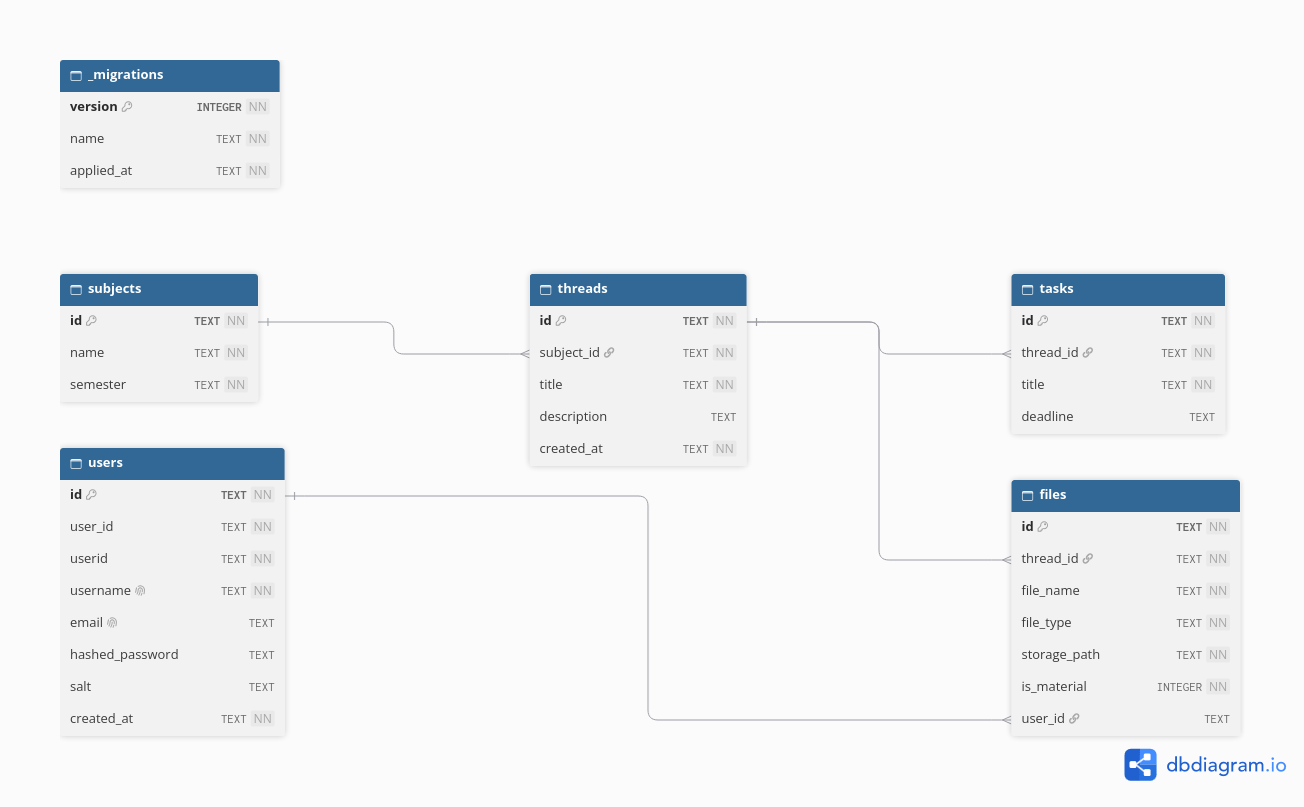 _migrations
version INTEGER NN
name TEXT NN
applied_at TEXT NN
subjects
id TEXT NN
name TEXT NN
semester TEXT NN
threads
id TEXT NN
subject_id TEXT NN
title TEXT NN
description TEXT
created_at TEXT NN
tasks
id TEXT NN
thread_id TEXT NN
title TEXT NN
deadline TEXT
users
id TEXT NN
user_id TEXT NN
userid TEXT NN
username TEXT NN
email TEXT
hashed_password TEXT
salt TEXT
created_at TEXT NN
files
id TEXT NN
thread_id TEXT NN
file_name TEXT NN
file_type TEXT NN
storage_path TEXT NN
is_material INTEGER NN
user_id TEXT
dbdiagram.io